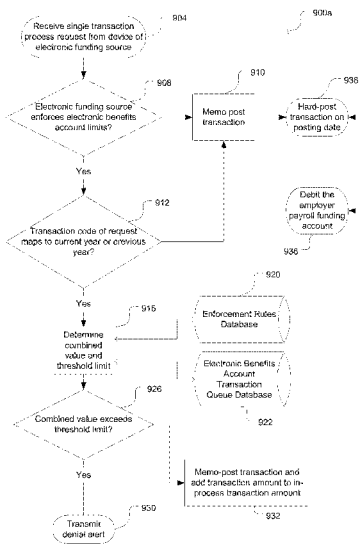 900a
904
Receive single transaction
process request from device of
electronic funding source
908
910
936
Electronic funding source
enforces electronic benefits
account limits?
Memo post
transaction
Hard-post
transaction on
posting date
Yes
912
Transaction code of request
maps to current year or previous
year?
Debit the
employer
payroll funding
account
936
Yes
916
920
Determine
combined
value and
threshold limit
Enforcement Rules
Database
926
Electronic Benefits
Account
Transaction
Queue Database
922
Combined value exceeds
threshold limit?
Yes
Memo-post transaction and
add transaction amount to in-
process transaction amount
932
930
Transmit
denial alert